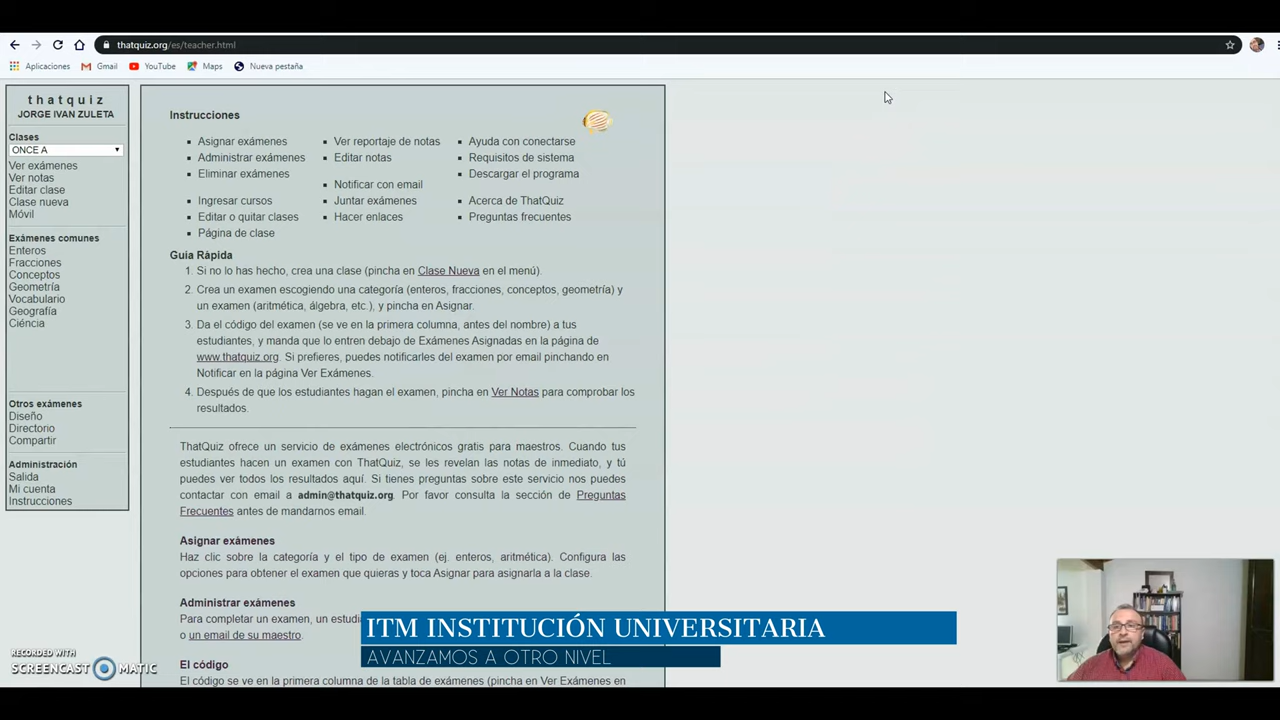 thatquiz.org/es/teacher.html
Aplicaciones Gmail YouTube Maps Nueva pestaña
thatquiz
JORGE IVAN ZULETA
Clases
ONCE A
Ver exámenes
Ver notas
Editar clase
Clase nueva
Móvil
Exámenes comunes
Enteros
Fracciones
Conceptos
Geometría
Vocabulario
Geografía
Ciéncia
Otros exámenes
Diseño
Directorio
Compartir
Administración
Salida
Mi cuenta
Instrucciones
Instrucciones
Asignar exámenes
Administrar exámenes
Eliminar exámenes
Ingresar cursos
Editar o quitar clases
Página de clase
Ver reportaje de notas
Editar notas
Notificar con email
Juntar exámenes
Hacer enlaces
Ayuda con conectarse
Requisitos de sistema
Descargar el programa
Acerca de ThatQuiz
Preguntas frecuentes
Guía Rápida
1. Si no lo has hecho, crea una clase (pincha en Clase Nueva en el menú).
2. Crea un examen escogiendo una categoría (enteros, fracciones, conceptos, geometría) y
un examen (aritmética, álgebra, etc.), y pincha en Asignar.
3. Da el código del examen (se ve en la primera columna, antes del nombre) a tus
estudiantes, y manda que lo entren debajo de Exámenes Asignadas en la página de
www.thatquiz.org. Si prefieres, puedes notificarles del examen por email pinchando en
Notificar en la página Ver Exámenes.
4. Después de que los estudiantes hagan el examen, pincha en Ver Notas para comprobar los
resultados.
ThatQuiz ofrece un servicio de exámenes electrónicos gratis para maestros. Cuando tus
estudiantes hacen un examen con ThatQuiz, se les revelan las notas de inmediato, y tú
puedes ver todos los resultados aquí. Si tienes preguntas sobre este servicio nos puedes
contactar con email a admin@thatquiz.org. Por favor consulta la sección de Preguntas
Frecuentes antes de mandarnos email.
Asignar exámenes
Haz clic sobre la categoría y el tipo de examen (ej. enteros, aritmética). Configura las
opciones para obtener el examen que quieras y toca Asignar para asignarla a la clase.
Administrar exámenes
Para completar un examen, un estudi
o un email de su maestro.
El código
El código se ve en la primera columna de la tabla de exámenes (pincha en Ver Exámenes en
ITM INSTITUCIÓN UNIVERSITARIA
AVANZAMOS A OTRO NIVEL
RECORDED WITH
SCREENCAST MATIC